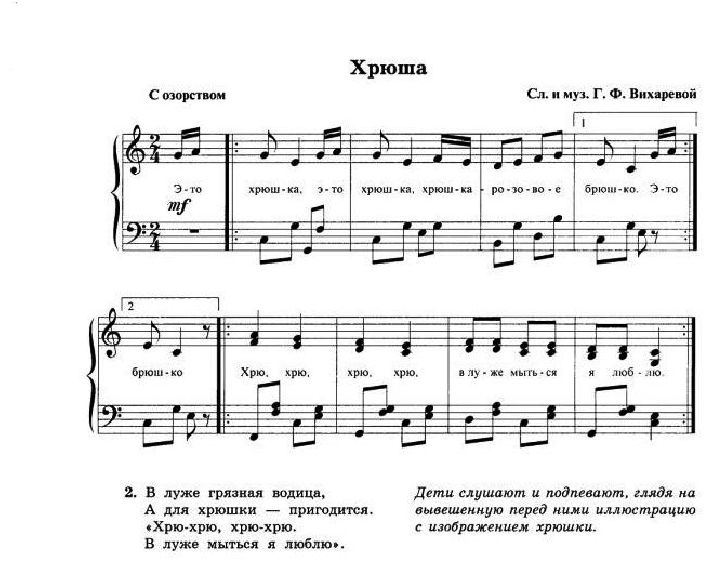 Хрюша
С озорством
Сл. и муз. Г. Ф. Вихаревой
1
Э - то хрюш-ка, э-то хрюш-ка, хрюш-ка - ро-зо-во-е брюш-ко. Э-то
mf
2
брюш-ко Хрю, хрю, хрю, хрю, в лу-же мыть-ся я люб-лю.
2. В луже грязная водица,
А для хрюшки — пригодится.
«Хрю-хрю, хрю-хрю.
В луже мыться я люблю».
Дети слушают и подпевают, глядя на
вывешенную перед ними иллюстрацию
с изображением хрюшки.